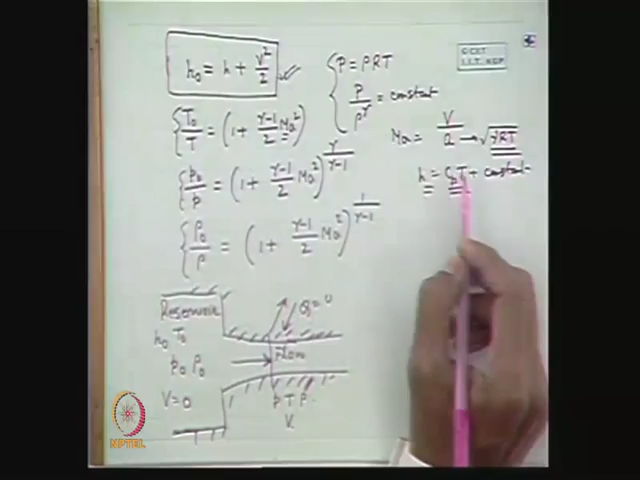 h₀ = h + V²/2
T₀/T = (1 + (γ-1)/2 Ma²)
p₀/p = (1 + (γ-1)/2 Ma²)^(γ/(γ-1))
ρ₀/ρ = (1 + (γ-1)/2 Ma²)^(1/(γ-1))
p = ρRT
p/ρ^γ = constant
Ma = V/a → √γRT
h = CpT + constant
© CET
I.I.T. KGP
Reservoir
h₀ T₀
p₀ ρ₀
V=0
Q=0
Flow
p T ρ
V
NPTEL